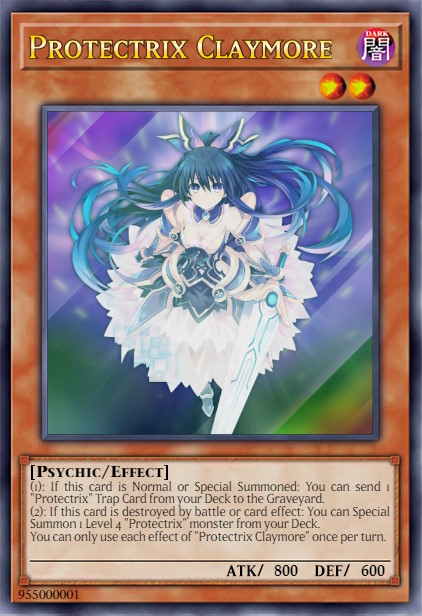 Protectrix Claymore
DARK
闇
[Psychic/Effect]
(1): If this card is Normal or Special Summoned: You can send 1
"Protectrix" Trap Card from your Deck to the Graveyard.
(2): If this card is destroyed by battle or card effect: You can Special
Summon 1 Level 4 "Protectrix" monster from your Deck.
You can only use each effect of "Protectrix Claymore" once per turn.
ATK/ 800 DEF/ 600
955000001